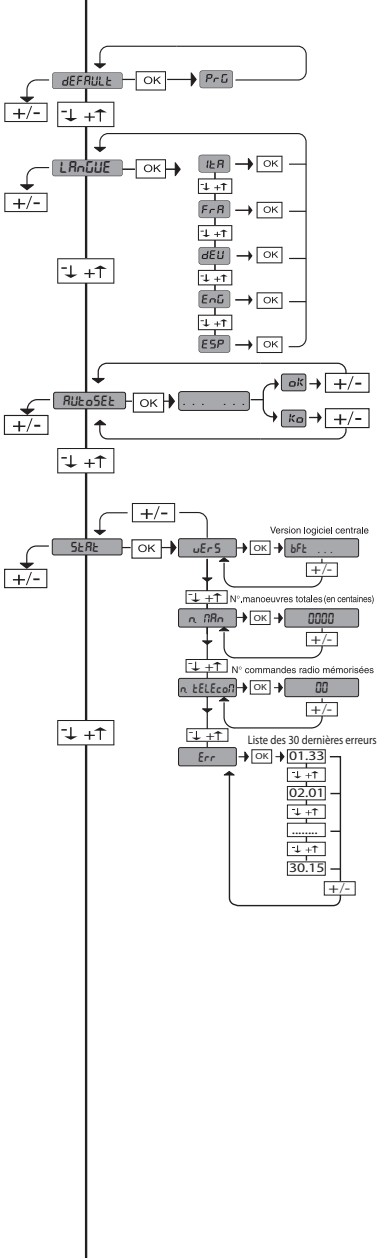 dEFAULt OK PrG
+/- -↓ +↑
LAnGUE OK ItA OK
-↓ +↑
+/-
FrA OK
-↓ +↑
dEU OK
-↓ +↑
-↓ +↑
EnG OK
-↓ +↑
ESP OK
AUtoSEt OK ... ... oK +/-
+/- Ko +/-
-↓ +↑
+/-
Version logiciel centrale
StAt OK vErS OK bFt ...
+/- +/-
-↓ +↑ N°.manoeuvres totales (en centaines)
n. MAn OK 0000
+/-
-↓ +↑ N° commandes radio mémorisées
n. tELEcoM OK 00
+/-
-↓ +↑ -↓ +↑
Liste des 30 dernières erreurs
Err OK 01.33
-↓ +↑
02.01
-↓ +↑
........
-↓ +↑
30.15
+/-